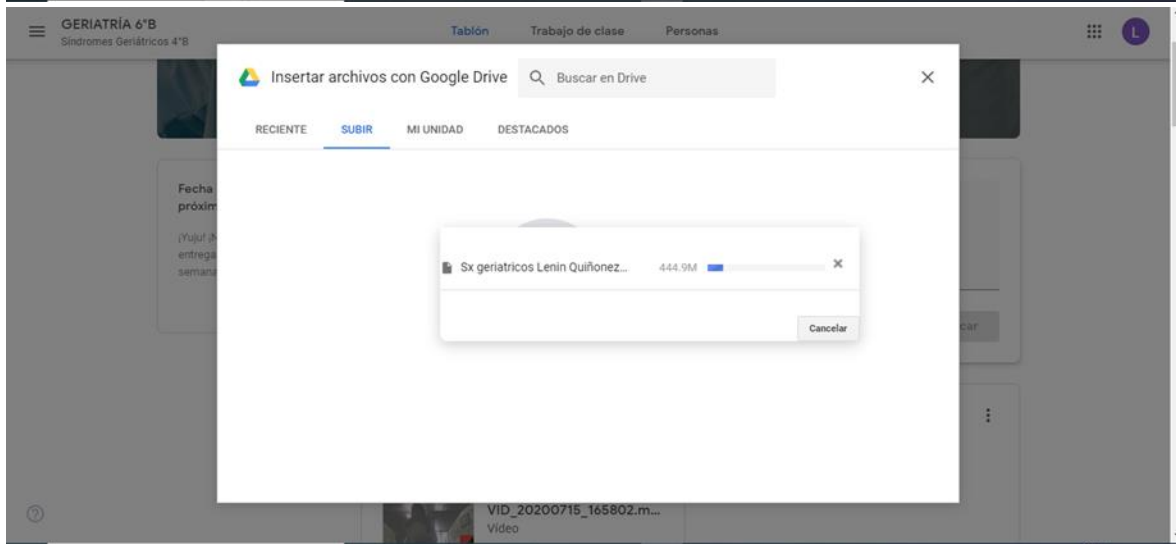 GERIATRÍA 6°B
Síndromes Geriátricos 4°B
Tablón
Trabajo de clase
Personas
L
Insertar archivos con Google Drive
Buscar en Drive
RECIENTE
SUBIR
MI UNIDAD
DESTACADOS
Fecha
próxim
¡Yuju! ¡N
entrega
semana
Sx geriatricos Lenin Quiñonez...
444.9M
Cancelar
car
VID_20200715_165802.m...
Vídeo